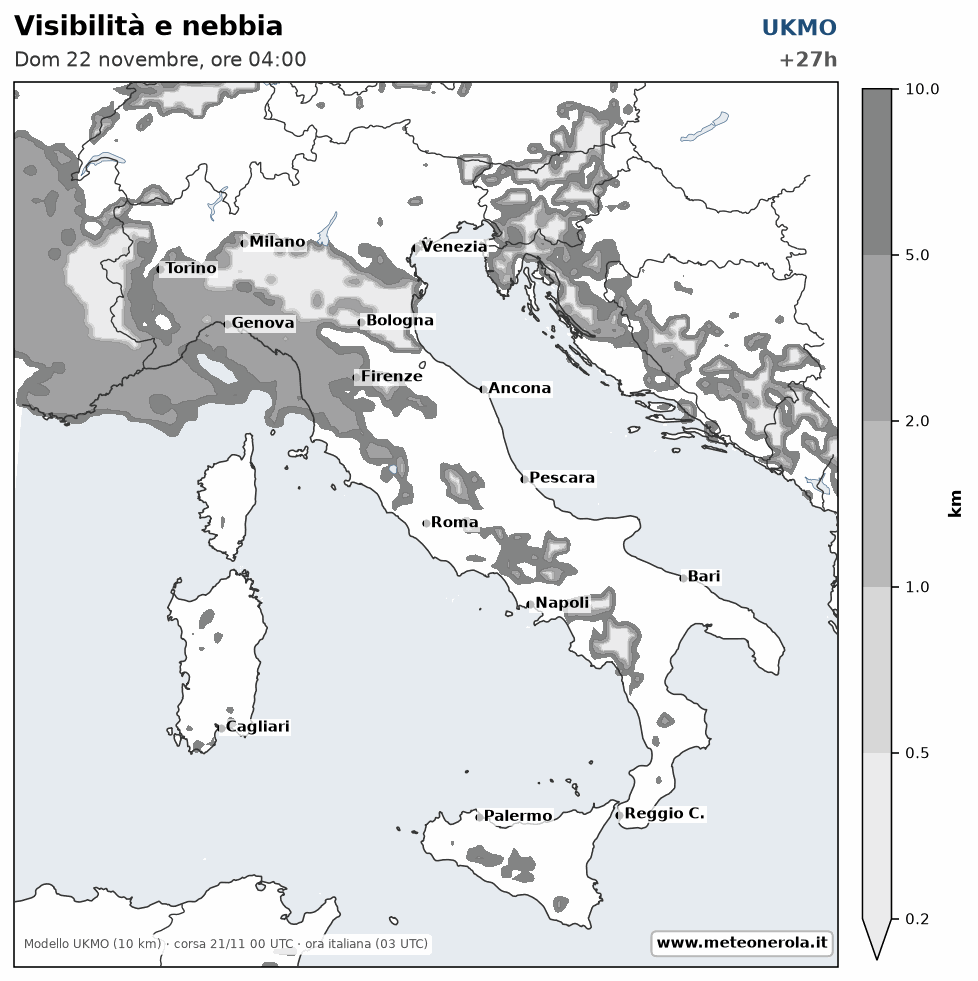 Visibilità e nebbia
UKMO
Dom 22 novembre, ore 04:00
+27h
10.0
5.0
2.0
1.0
0.5
0.2
km
Milano
Venezia
Torino
Genova
Bologna
Firenze
Ancona
Pescara
Roma
Bari
Napoli
Cagliari
Palermo
Reggio C.
Modello UKMO (10 km) · corsa 21/11 00 UTC · ora italiana (03 UTC)
www.meteonerola.it